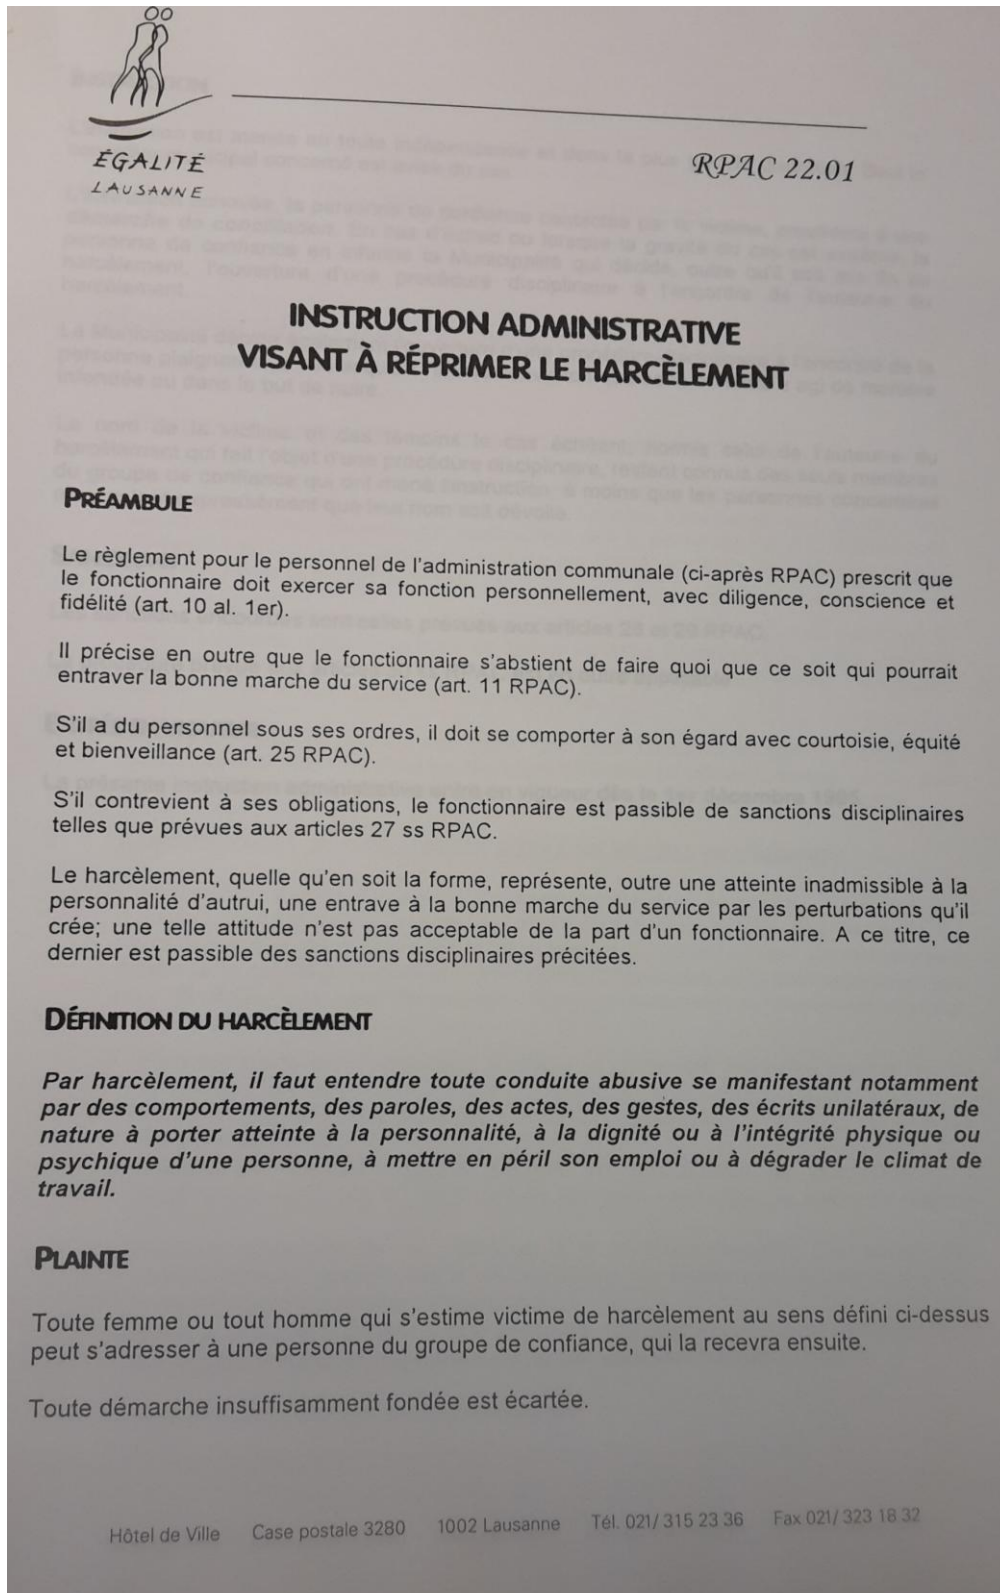 ÉGALITÉ
LAUSANNE
RPAC 22.01
INSTRUCTION ADMINISTRATIVE
VISANT À RÉPRIMER LE HARCÈLEMENT
PRÉAMBULE
Le règlement pour le personnel de l'administration communale (ci-après RPAC) prescrit que
le fonctionnaire doit exercer sa fonction personnellement, avec diligence, conscience et
fidélité (art. 10 al. 1er).
Il précise en outre que le fonctionnaire s'abstient de faire quoi que ce soit qui pourrait
entraver la bonne marche du service (art. 11 RPAC).
S'il a du personnel sous ses ordres, il doit se comporter à son égard avec courtoisie, équité
et bienveillance (art. 25 RPAC).
S'il contrevient à ses obligations, le fonctionnaire est passible de sanctions disciplinaires
telles que prévues aux articles 27 ss RPAC.
Le harcèlement, quelle qu'en soit la forme, représente, outre une atteinte inadmissible à la
personnalité d'autrui, une entrave à la bonne marche du service par les perturbations qu'il
crée; une telle attitude n'est pas acceptable de la part d'un fonctionnaire. A ce titre, ce
dernier est passible des sanctions disciplinaires précitées.
DÉFINITION DU HARCÈLEMENT
Par harcèlement, il faut entendre toute conduite abusive se manifestant notamment
par des comportements, des paroles, des actes, des gestes, des écrits unilatéraux, de
nature à porter atteinte à la personnalité, à la dignité ou à l'intégrité physique ou
psychique d'une personne, à mettre en péril son emploi ou à dégrader le climat de
travail.
PLAINTE
Toute femme ou tout homme qui s'estime victime de harcèlement au sens défini ci-dessus
peut s'adresser à une personne du groupe de confiance, qui la recevra ensuite.
Toute démarche insuffisamment fondée est écartée.
Hôtel de Ville Case postale 3280 1002 Lausanne Tél. 021/ 315 23 36 Fax 021/ 323 18 32